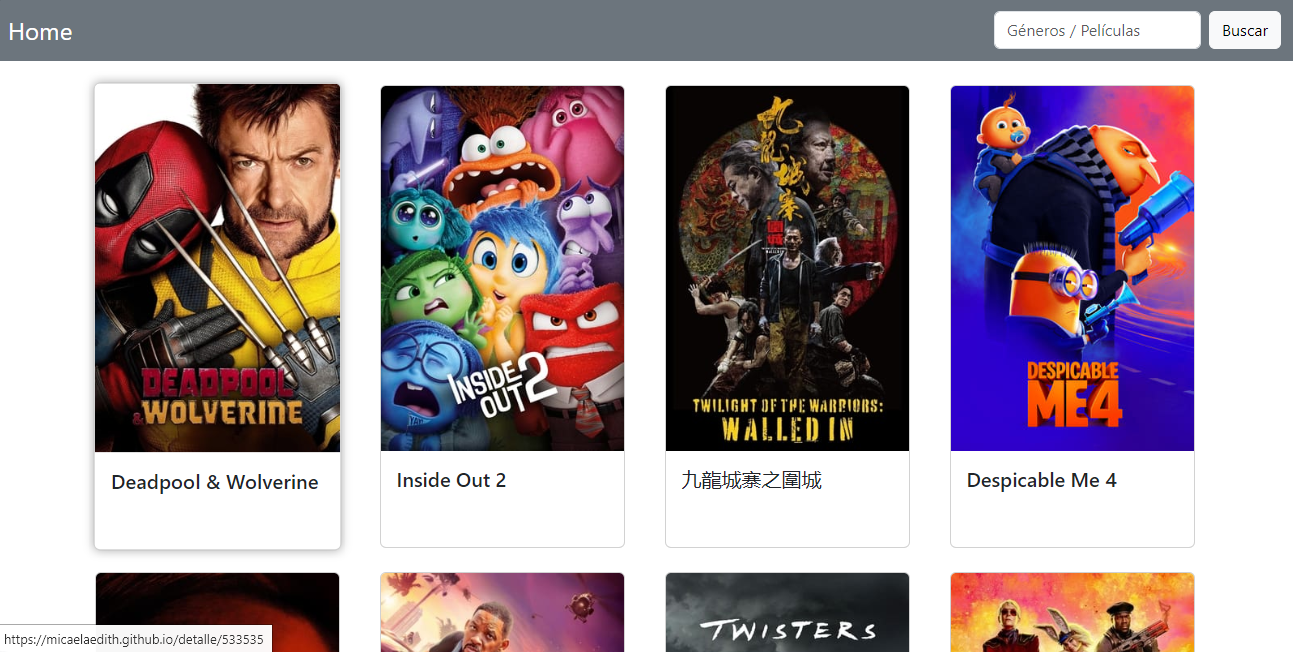 Home
Géneros / Películas
Buscar
DEADPOOL
& WOLVERINE
INSIDE
OUT 2
九龍城寨
圍城
TWILIGHT OF THE WARRIORS:
WALLED IN
DESPICABLE
ME 4
Deadpool & Wolverine
Inside Out 2
九龍城寨之圍城
Despicable Me 4
TWISTERS
https://micaelaedith.github.io/detalle/533535